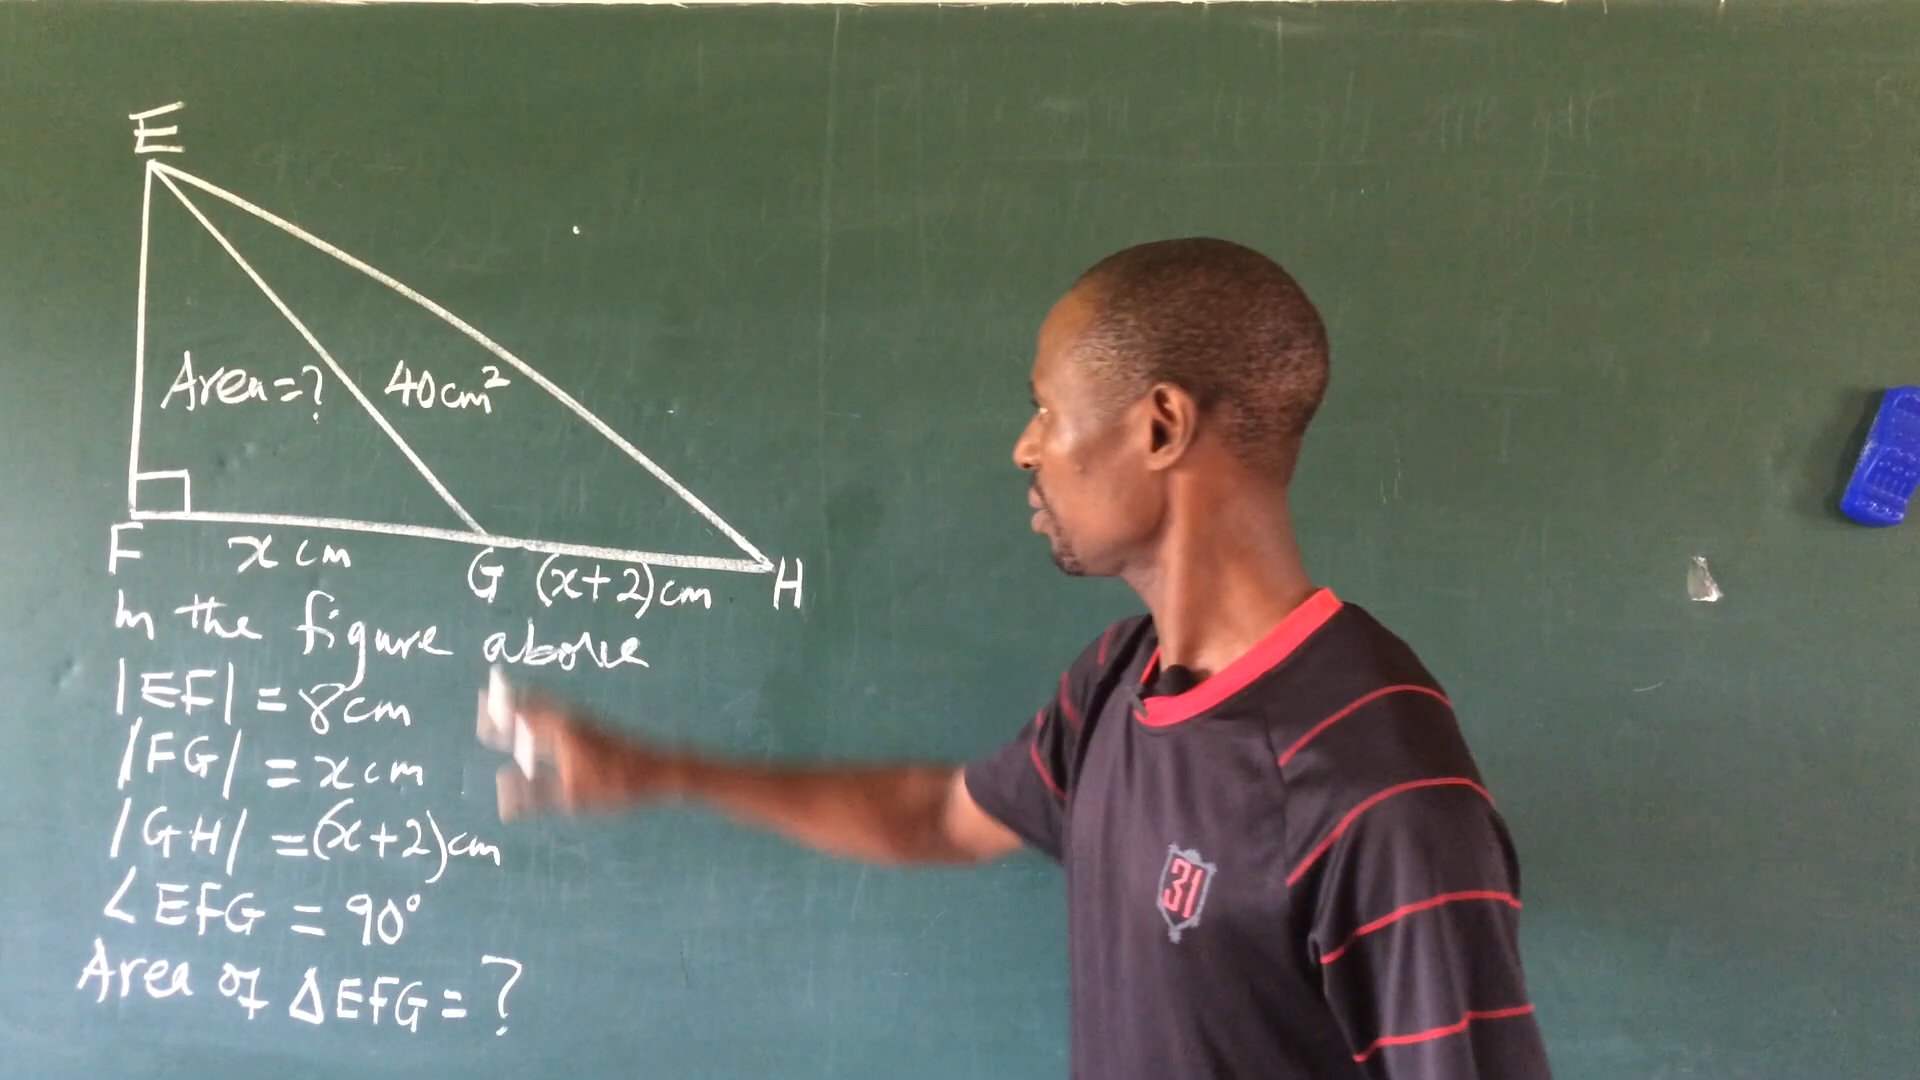 E
Area=? 40cm²
F x cm G (x+2)cm H
In the figure above
|EF| = 8cm
|FG| = x cm
|GH| = (x+2)cm
∠EFG = 90°
Area of ΔEFG = ?
31